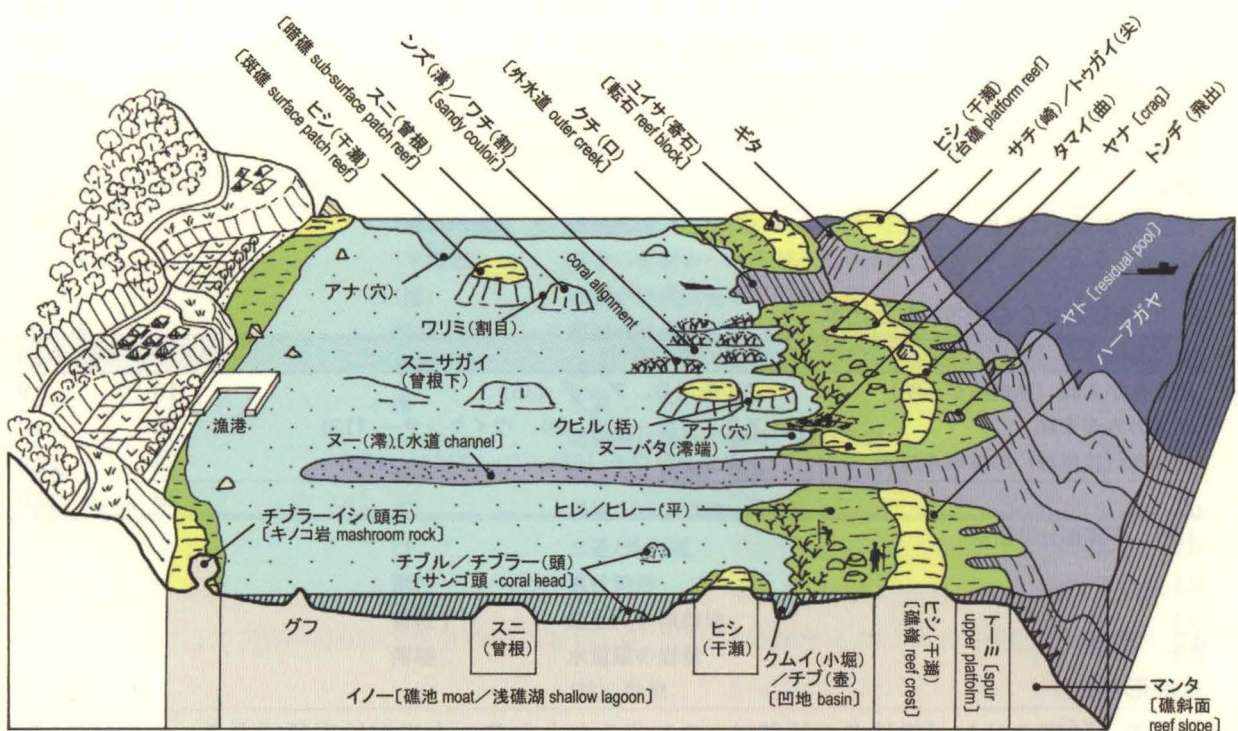 ヒシ(干瀬)
〔斑礁 surface patch reef〕
スニ(曽根)
〔暗礁 sub-surface patch reef〕
ンズ(溝)/ワチ(割)
〔sandy couloir〕
クチ(口)
〔外水道 outer creek〕
ユイサ(寄石)
〔転石 reef block〕
ギタ
ヒシ(干瀬)
〔台礁 platform reef〕
サチ(崎)/トゥガイ(尖)
タマイ(曲)
ヤナ〔crag〕
トンチ(飛出)
アナ(穴)
ワリミ(割目)
coral alignment
ヤト〔residual pool〕
ハーアガヤ
スニサガイ
(曽根下)
漁港
クビル(括)
アナ(穴)
ヌー(澪)〔水道 channel〕
ヌーバタ(澪端)
チブラーイシ(頭石)
〔キノコ岩 mashroom rock〕
ヒレ/ヒレー(平)
チブル/チブラー(頭)
〔サンゴ頭 -coral head〕
グフ
スニ
(曽根)
ヒシ
(干瀬)
クムイ(小堀)
/チブ(壺)
〔凹地 basin〕
ヒシ(干瀬)
〔礁嶺 reef crest〕
トーミ〔spur
upper platfolm〕
マンタ
〔礁斜面
reef slope〕
イノー〔礁池 moat/浅礁湖 shallow lagoon〕